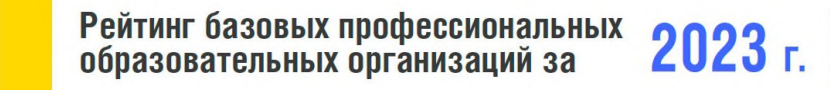 Рейтинг базовых профессиональных
образовательных организаций за 2023 г.